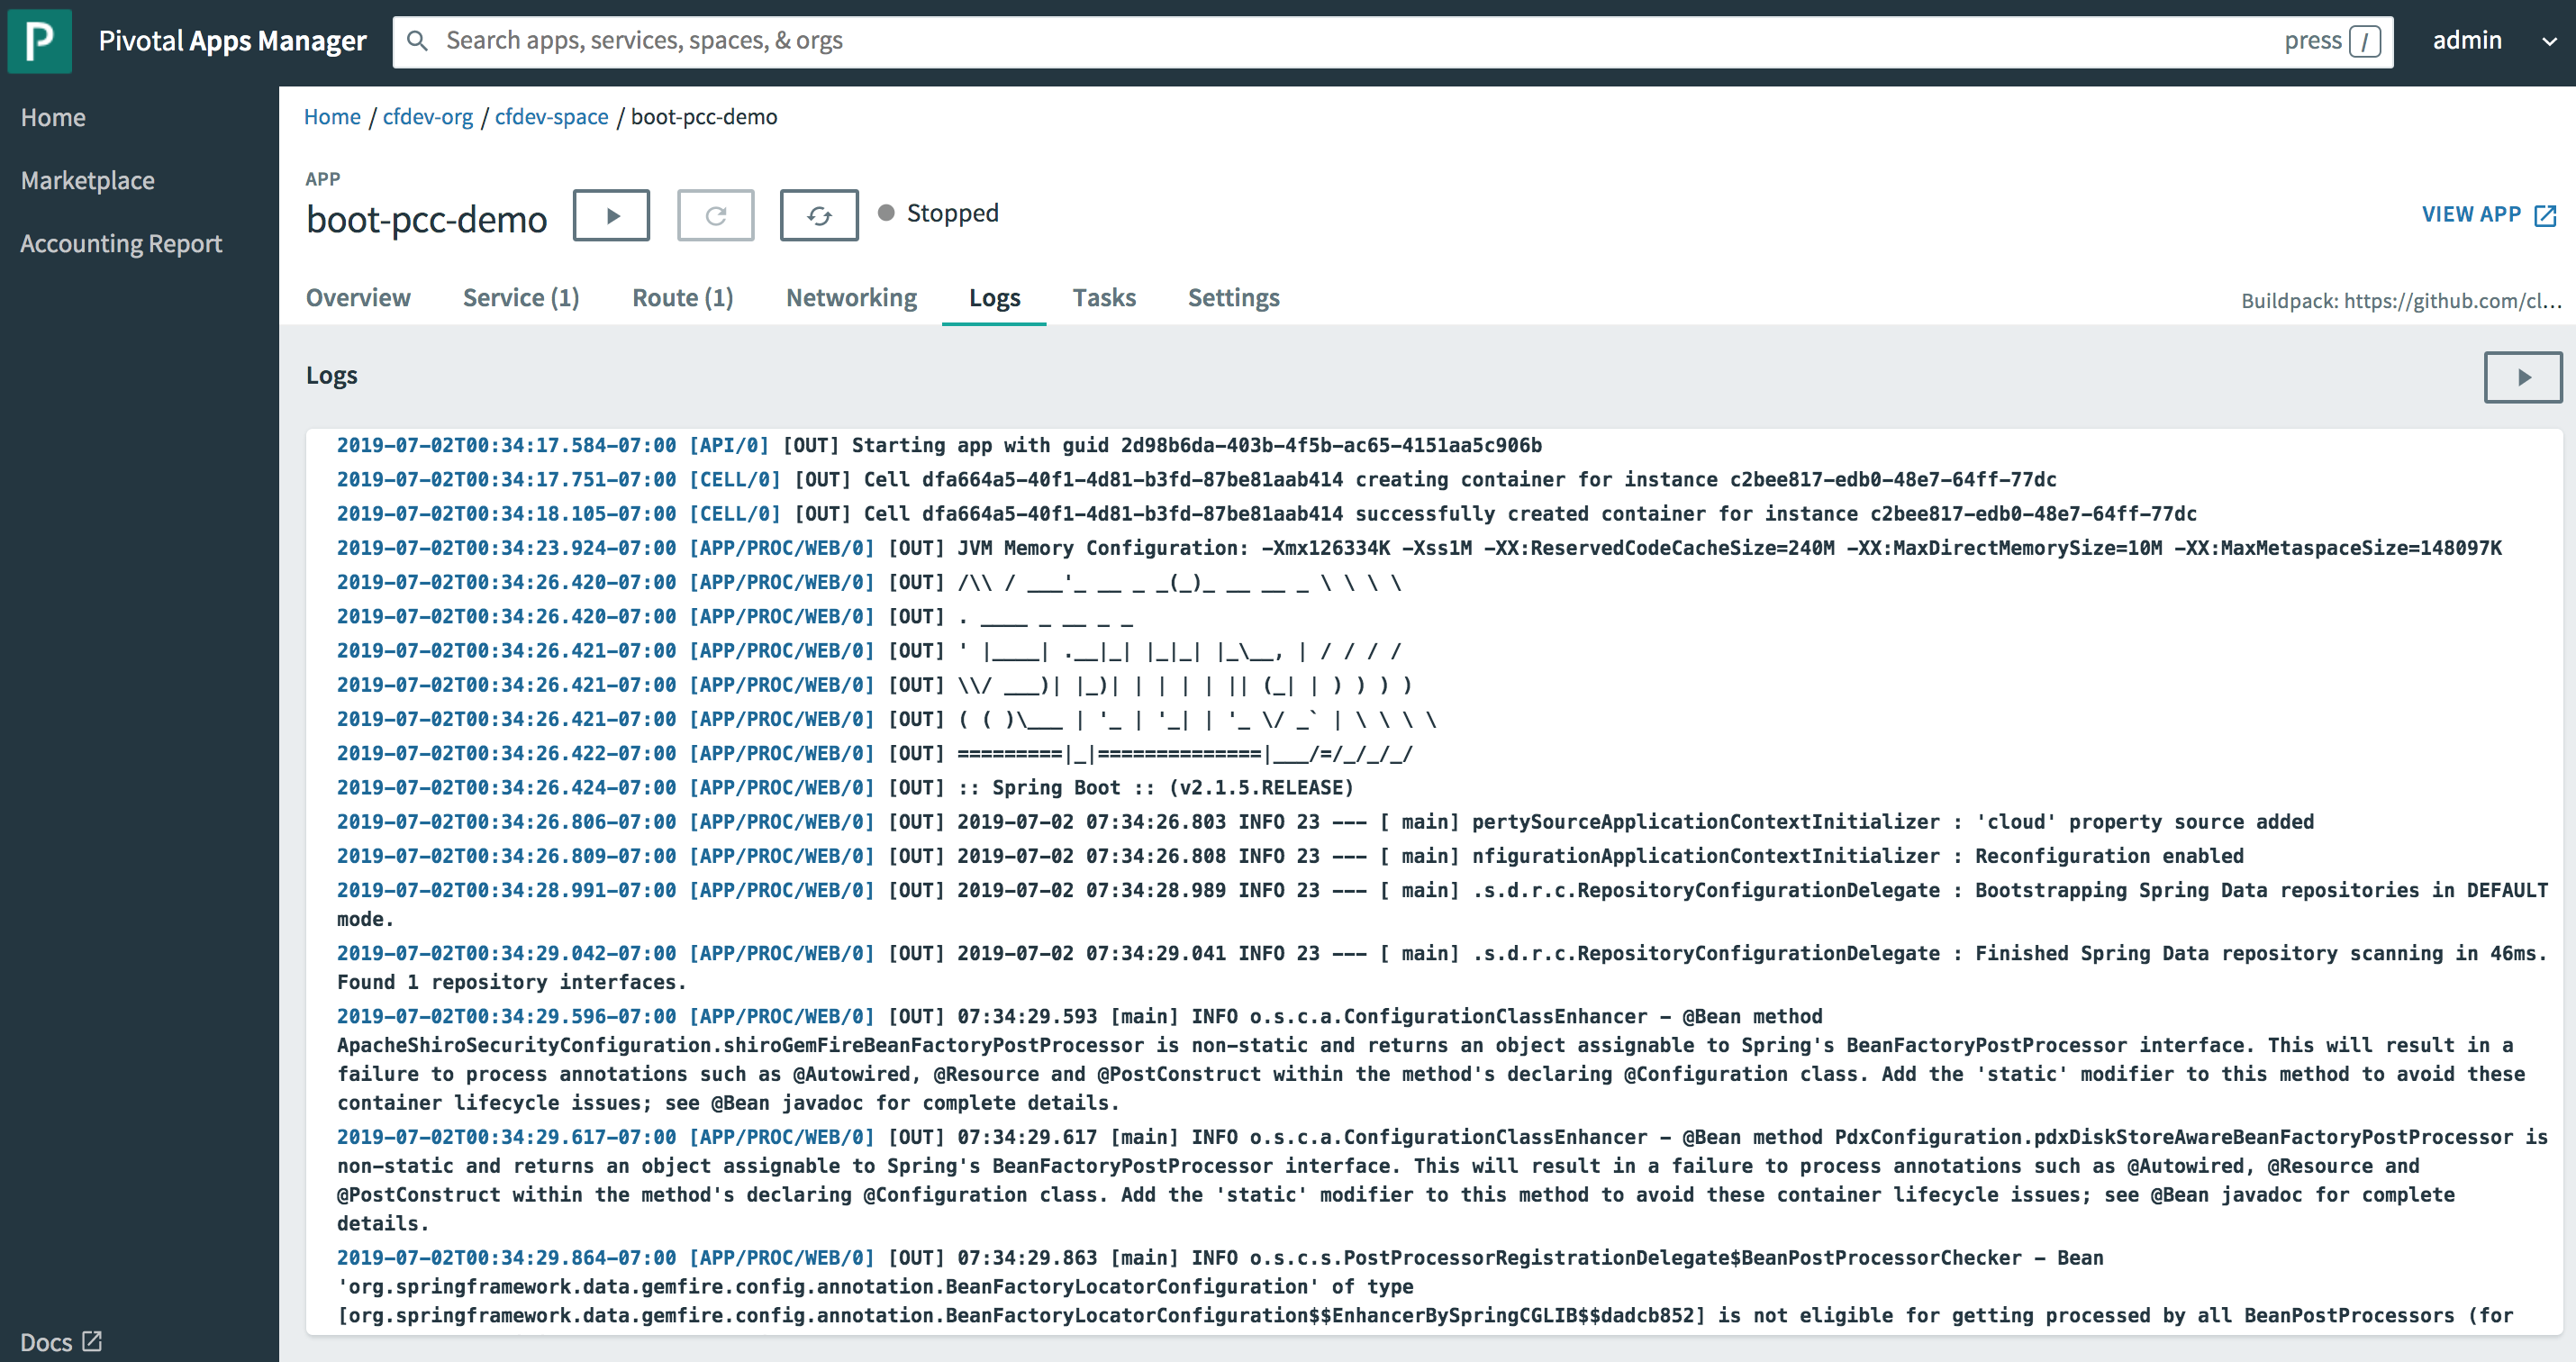 P Pivotal Apps Manager Search apps, services, spaces, & orgs press / admin
Home
Marketplace
Accounting Report
Docs
Home / cfdev-org / cfdev-space / boot-pcc-demo
APP
boot-pcc-demo Stopped VIEW APP
Overview Service (1) Route (1) Networking Logs Tasks Settings Buildpack: https://github.com/cl...
Logs
2019-07-02T00:34:17.584-07:00 [API/0] [OUT] Starting app with guid 2d98b6da-403b-4f5b-ac65-4151aa5c906b
2019-07-02T00:34:17.751-07:00 [CELL/0] [OUT] Cell dfa664a5-40f1-4d81-b3fd-87be81aab414 creating container for instance c2bee817-edb0-48e7-64ff-77dc
2019-07-02T00:34:18.105-07:00 [CELL/0] [OUT] Cell dfa664a5-40f1-4d81-b3fd-87be81aab414 successfully created container for instance c2bee817-edb0-48e7-64ff-77dc
2019-07-02T00:34:23.924-07:00 [APP/PROC/WEB/0] [OUT] JVM Memory Configuration: -Xmx126334K -Xss1M -XX:ReservedCodeCacheSize=240M -XX:MaxDirectMemorySize=10M -XX:MaxMetaspaceSize=148097K
2019-07-02T00:34:26.420-07:00 [APP/PROC/WEB/0] [OUT] /\\ / ___'_ __ _ _(_)_ __ __ _ \ \ \ \
2019-07-02T00:34:26.420-07:00 [APP/PROC/WEB/0] [OUT] . ____ _ __ _ _
2019-07-02T00:34:26.421-07:00 [APP/PROC/WEB/0] [OUT] ' |____| .__|_| |_|_| |_\__, | / / / /
2019-07-02T00:34:26.421-07:00 [APP/PROC/WEB/0] [OUT] \\/ ___)| |_)| | | | | || (_| | ) ) ) )
2019-07-02T00:34:26.421-07:00 [APP/PROC/WEB/0] [OUT] ( ( )\___ | '_ | '_| | '_ \/ _` | \ \ \ \
2019-07-02T00:34:26.422-07:00 [APP/PROC/WEB/0] [OUT] =========|_|==============|___/=/_/_/_/
2019-07-02T00:34:26.424-07:00 [APP/PROC/WEB/0] [OUT] :: Spring Boot :: (v2.1.5.RELEASE)
2019-07-02T00:34:26.806-07:00 [APP/PROC/WEB/0] [OUT] 2019-07-02 07:34:26.803 INFO 23 --- [ main] pertySourceApplicationContextInitializer : 'cloud' property source added
2019-07-02T00:34:26.809-07:00 [APP/PROC/WEB/0] [OUT] 2019-07-02 07:34:26.808 INFO 23 --- [ main] nfigurationApplicationContextInitializer : Reconfiguration enabled
2019-07-02T00:34:28.991-07:00 [APP/PROC/WEB/0] [OUT] 2019-07-02 07:34:28.989 INFO 23 --- [ main] .s.d.r.c.RepositoryConfigurationDelegate : Bootstrapping Spring Data repositories in DEFAULT
mode.
2019-07-02T00:34:29.042-07:00 [APP/PROC/WEB/0] [OUT] 2019-07-02 07:34:29.041 INFO 23 --- [ main] .s.d.r.c.RepositoryConfigurationDelegate : Finished Spring Data repository scanning in 46ms.
Found 1 repository interfaces.
2019-07-02T00:34:29.596-07:00 [APP/PROC/WEB/0] [OUT] 07:34:29.593 [main] INFO o.s.c.a.ConfigurationClassEnhancer - @Bean method
ApacheShiroSecurityConfiguration.shiroGemFireBeanFactoryPostProcessor is non-static and returns an object assignable to Spring's BeanFactoryPostProcessor interface. This will result in a
failure to process annotations such as @Autowired, @Resource and @PostConstruct within the method's declaring @Configuration class. Add the 'static' modifier to this method to avoid these
container lifecycle issues; see @Bean javadoc for complete details.
2019-07-02T00:34:29.617-07:00 [APP/PROC/WEB/0] [OUT] 07:34:29.617 [main] INFO o.s.c.a.ConfigurationClassEnhancer - @Bean method PdxConfiguration.pdxDiskStoreAwareBeanFactoryPostProcessor is
non-static and returns an object assignable to Spring's BeanFactoryPostProcessor interface. This will result in a failure to process annotations such as @Autowired, @Resource and
@PostConstruct within the method's declaring @Configuration class. Add the 'static' modifier to this method to avoid these container lifecycle issues; see @Bean javadoc for complete
details.
2019-07-02T00:34:29.864-07:00 [APP/PROC/WEB/0] [OUT] 07:34:29.863 [main] INFO o.s.c.s.PostProcessorRegistrationDelegate$BeanPostProcessorChecker - Bean
'org.springframework.data.gemfire.config.annotation.BeanFactoryLocatorConfiguration' of type
[org.springframework.data.gemfire.config.annotation.BeanFactoryLocatorConfiguration$$EnhancerBySpringCGLIB$$dadcb852] is not eligible for getting processed by all BeanPostProcessors (for